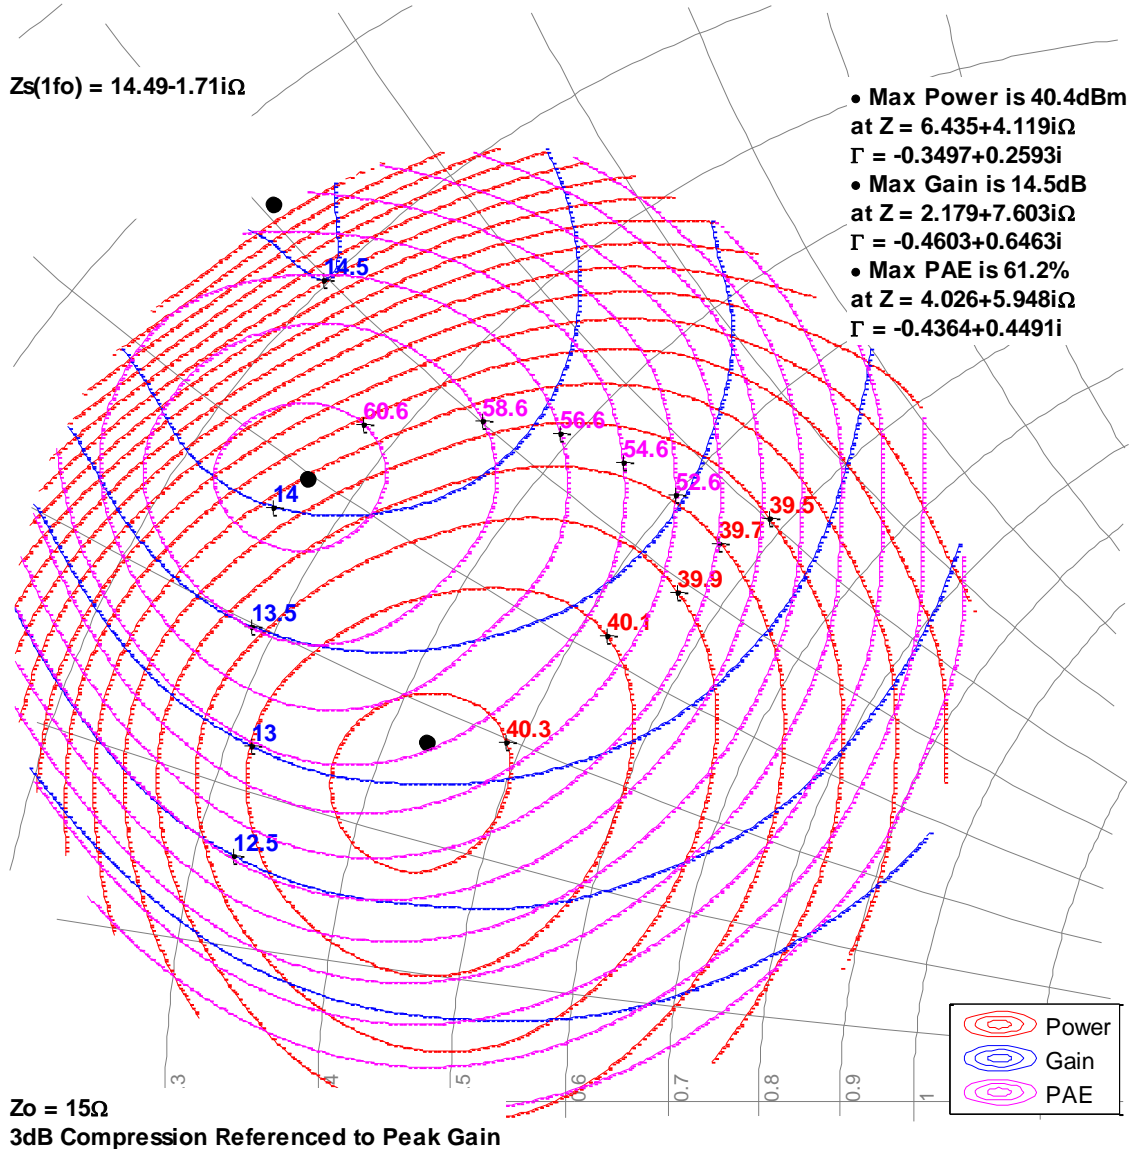 Zs(1fo) = 14.49-1.71iΩ
• Max Power is 40.4dBm
at Z = 6.435+4.119iΩ
Γ = -0.3497+0.2593i
• Max Gain is 14.5dB
at Z = 2.179+7.603iΩ
Γ = -0.4603+0.6463i
• Max PAE is 61.2%
at Z = 4.026+5.948iΩ
Γ = -0.4364+0.4491i
14.5
60.6
58.6
56.6
54.6
52.6
14
39.5
39.7
39.9
40.1
13.5
13
40.3
12.5
.3
.4
.5
0.6
0.7
0.8
0.9
1
Power
Gain
PAE
Zo = 15Ω
3dB Compression Referenced to Peak Gain